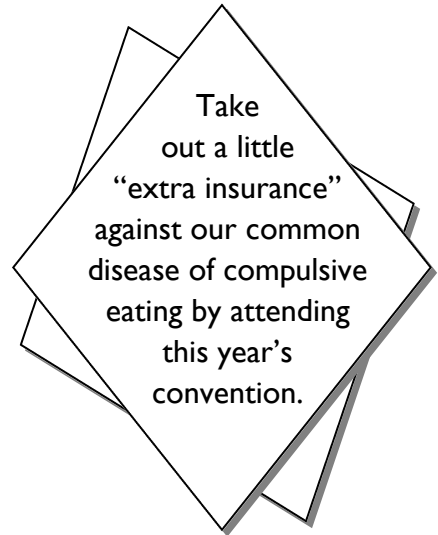 Take
out a little
“extra insurance”
against our common
disease of compulsive
eating by attending
this year’s
convention.